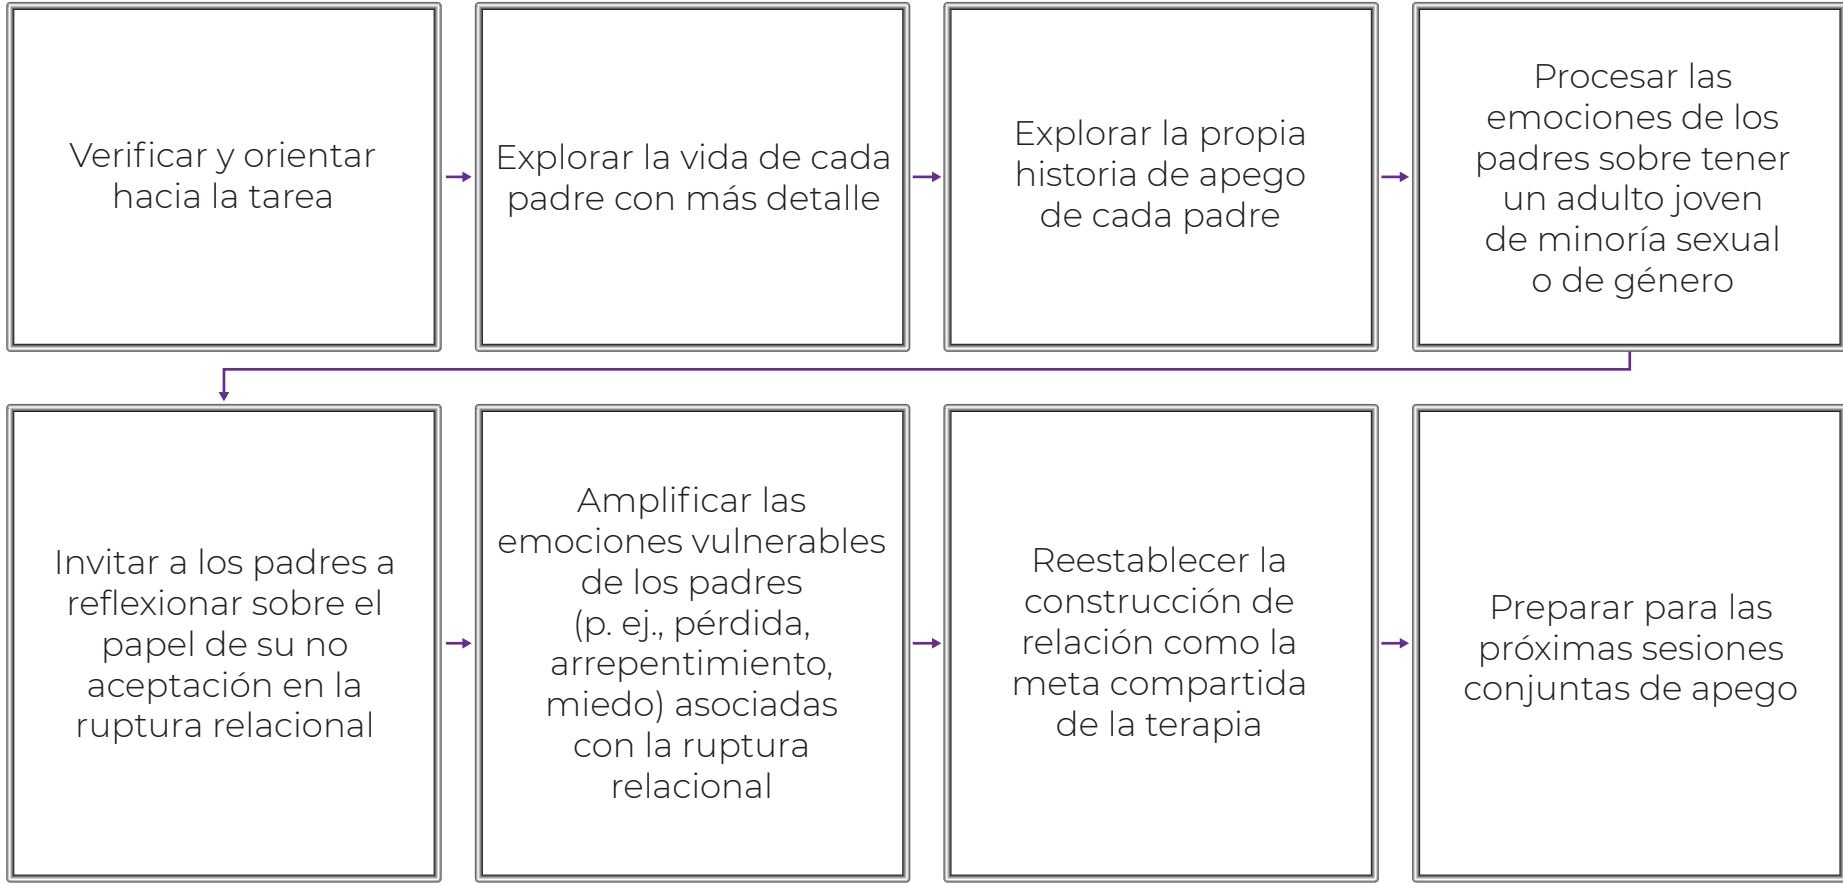 Verificar y orientar
hacia la tarea
Explorar la vida de cada
padre con más detalle
Explorar la propia
historia de apego
de cada padre
Procesar las
emociones de los
padres sobre tener
un adulto joven
de minoría sexual
o de género
Invitar a los padres a
reflexionar sobre el
papel de su no
aceptación en la
ruptura relacional
Amplificar las
emociones vulnerables
de los padres
(p. ej., pérdida,
arrepentimiento,
miedo) asociadas
con la ruptura
relacional
Reestablecer la
construcción de
relación como la
meta compartida
de la terapia
Preparar para las
próximas sesiones
conjuntas de apego